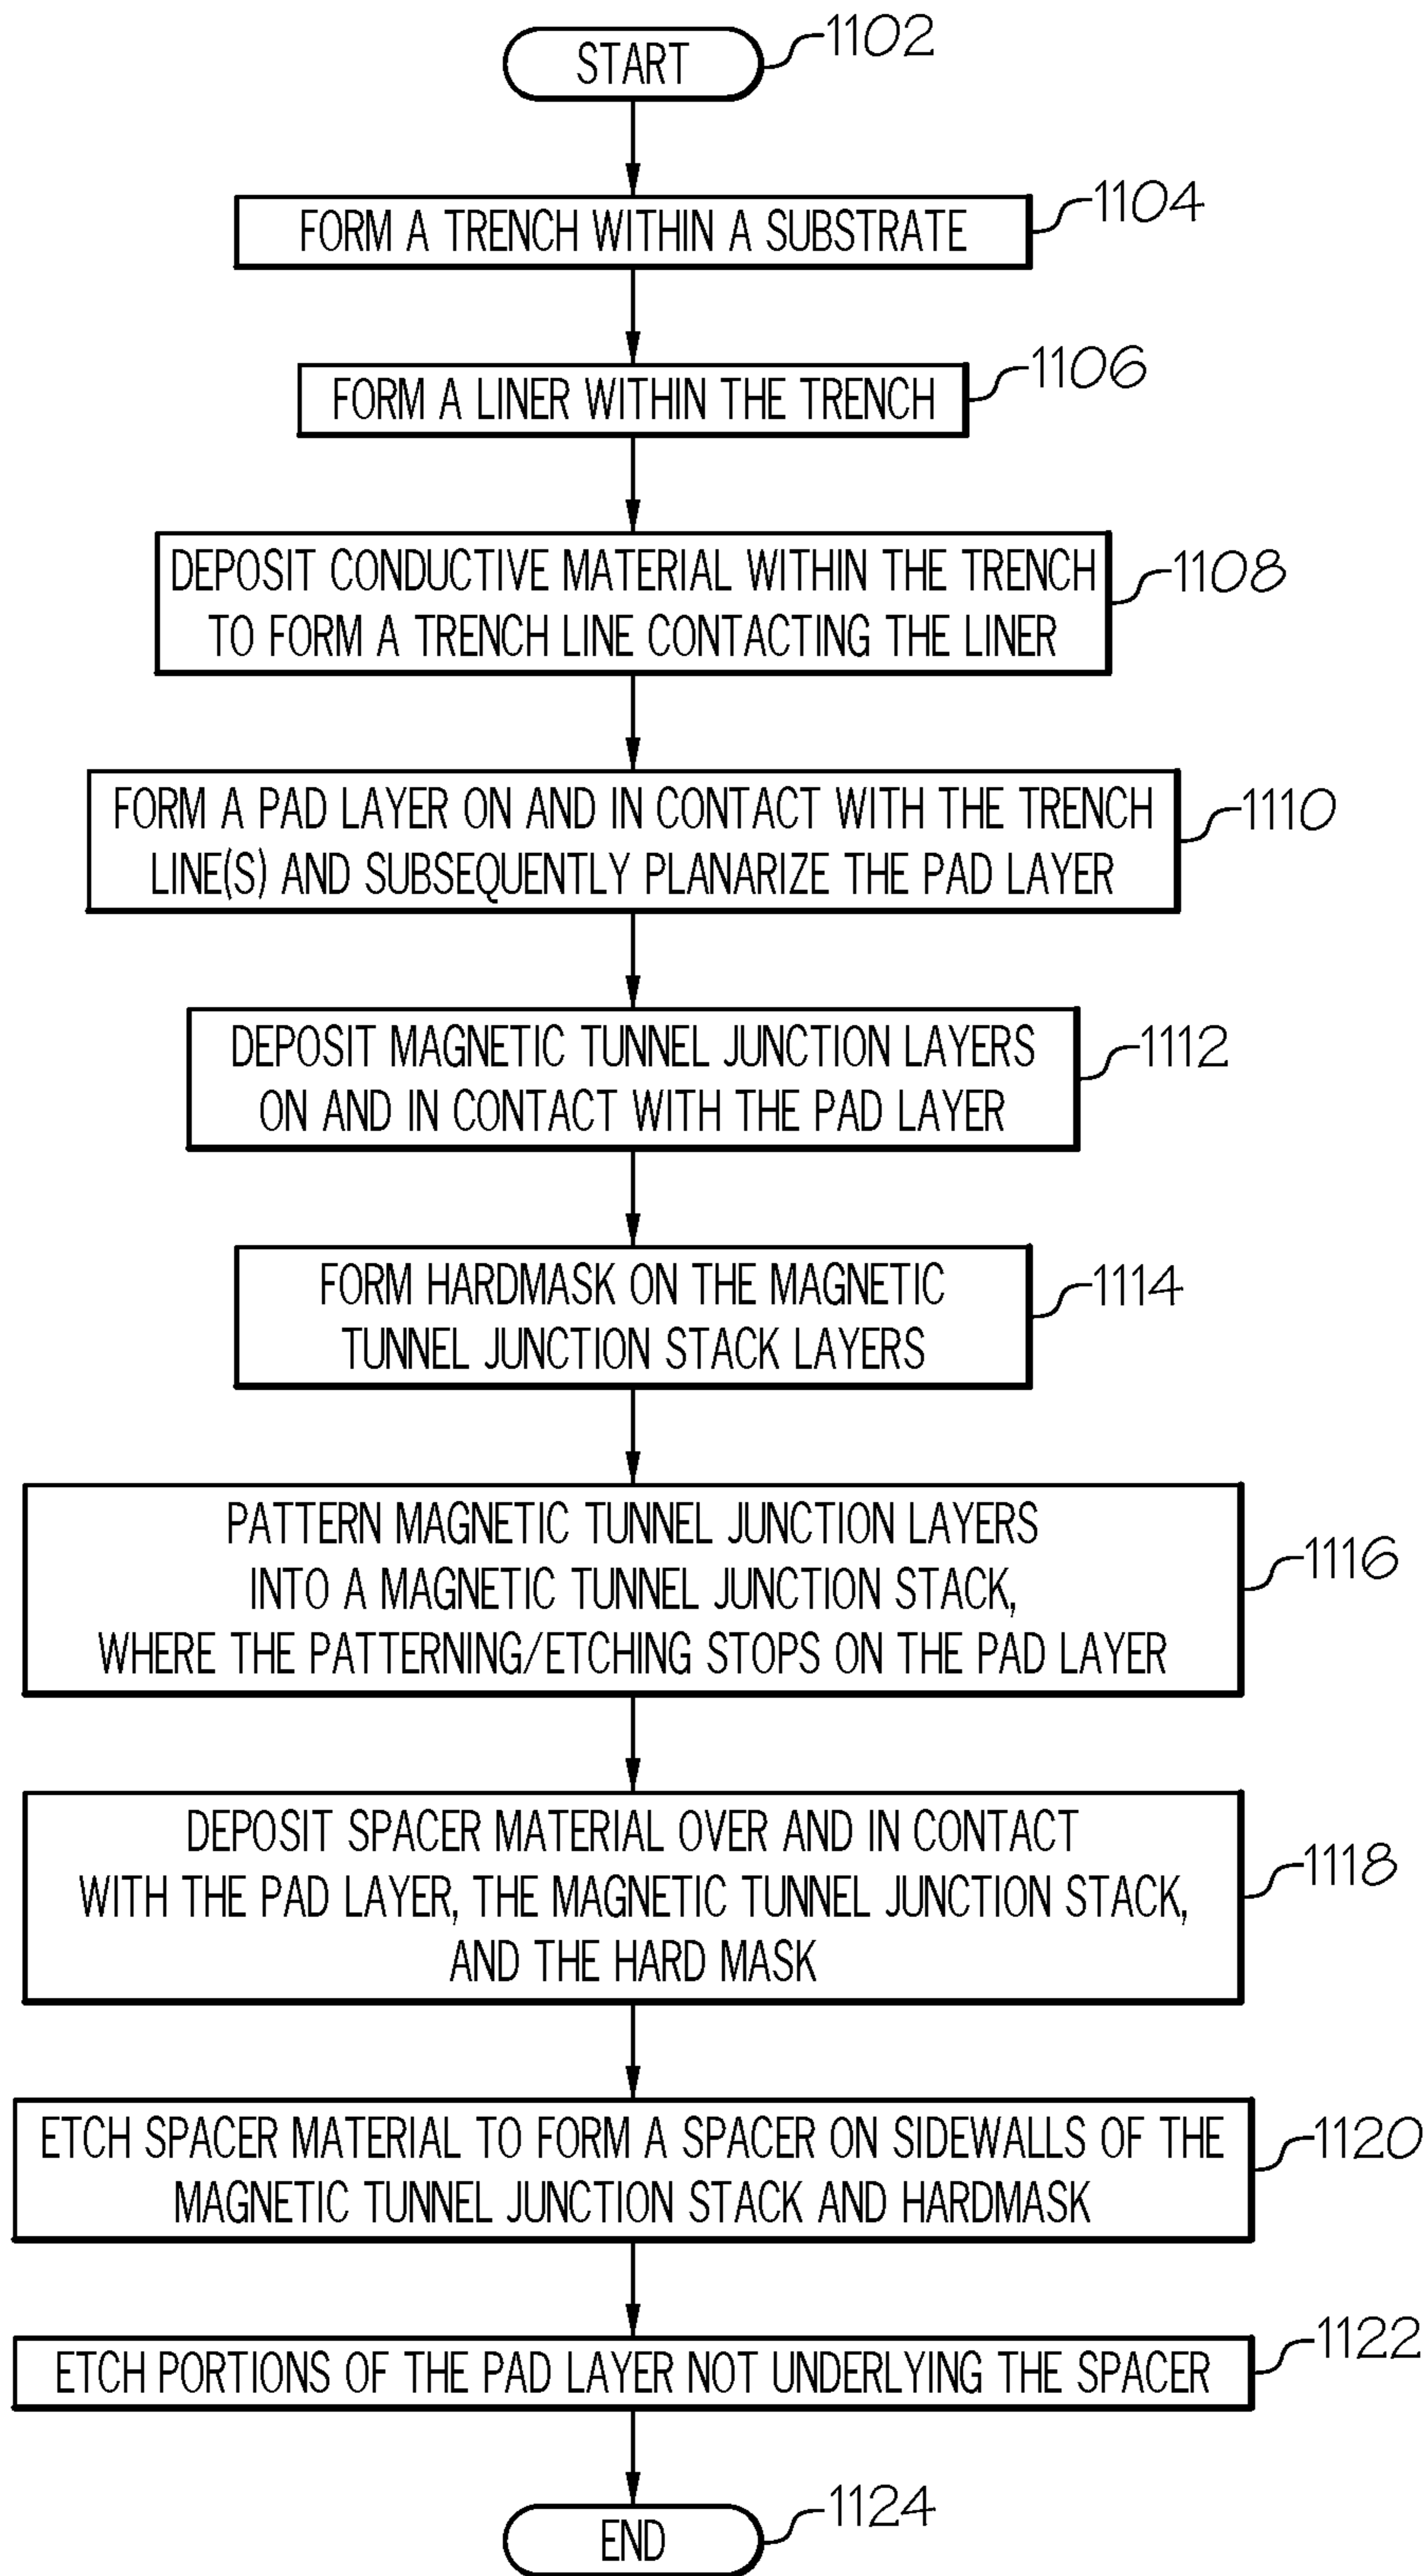 START
1102
FORM A TRENCH WITHIN A SUBSTRATE
1104
FORM A LINER WITHIN THE TRENCH
1106
DEPOSIT CONDUCTIVE MATERIAL WITHIN THE TRENCH
TO FORM A TRENCH LINE CONTACTING THE LINER
1108
FORM A PAD LAYER ON AND IN CONTACT WITH THE TRENCH
LINE(S) AND SUBSEQUENTLY PLANARIZE THE PAD LAYER
1110
DEPOSIT MAGNETIC TUNNEL JUNCTION LAYERS
ON AND IN CONTACT WITH THE PAD LAYER
1112
FORM HARDMASK ON THE MAGNETIC
TUNNEL JUNCTION STACK LAYERS
1114
PATTERN MAGNETIC TUNNEL JUNCTION LAYERS
INTO A MAGNETIC TUNNEL JUNCTION STACK,
WHERE THE PATTERNING/ETCHING STOPS ON THE PAD LAYER
1116
DEPOSIT SPACER MATERIAL OVER AND IN CONTACT
WITH THE PAD LAYER, THE MAGNETIC TUNNEL JUNCTION STACK,
AND THE HARD MASK
1118
ETCH SPACER MATERIAL TO FORM A SPACER ON SIDEWALLS OF THE
MAGNETIC TUNNEL JUNCTION STACK AND HARDMASK
1120
ETCH PORTIONS OF THE PAD LAYER NOT UNDERLYING THE SPACER
1122
END
1124